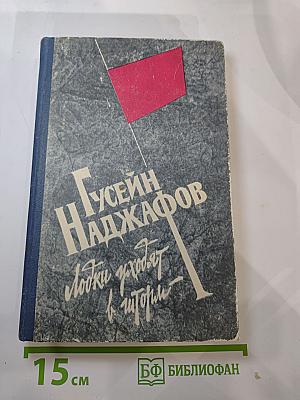 ГУСЕЙН
НАДЖАФОВ
Лодки уходят
в шторм
15 см
БФ БИБЛИОФАН